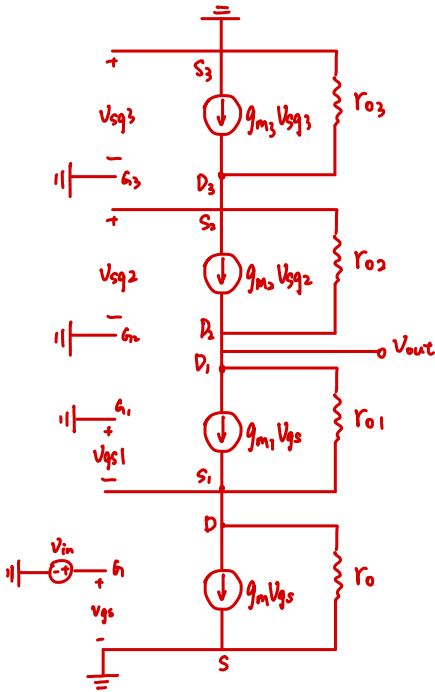 + S3
Vsg3 gm3Vsg3 ro3
− G3 D3
+ S2
Vsg2 gm2Vsg2 ro2
− G2 D2
Vout
D1
G1
+ gm1Vgs ro1
Vgs1
− S1
D
Vin
- + G
+ gmVgs ro
vgs
-
S